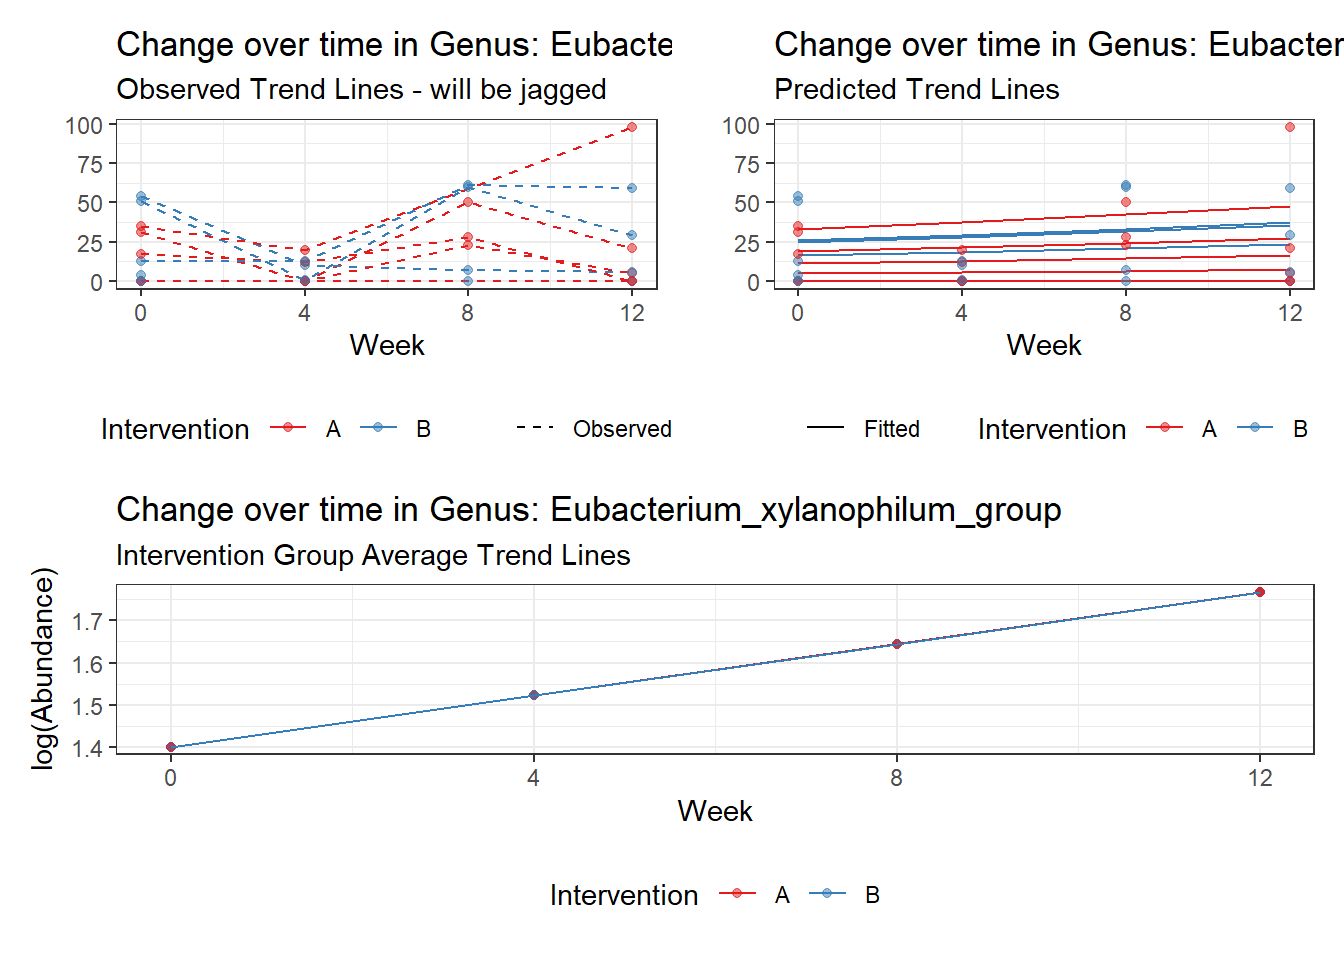 Change over time in Genus: Eubacte
Observed Trend Lines - will be jagged
100
75
50
25
0
0 4 8 12
Week
Intervention A B Observed
Change over time in Genus: Eubacter
Predicted Trend Lines
100
75
50
25
0
0 4 8 12
Week
Fitted Intervention A B
Change over time in Genus: Eubacterium_xylanophilum_group
Intervention Group Average Trend Lines
log(Abundance)
1.7
1.6
1.5
1.4
0 4 8 12
Week
Intervention A B